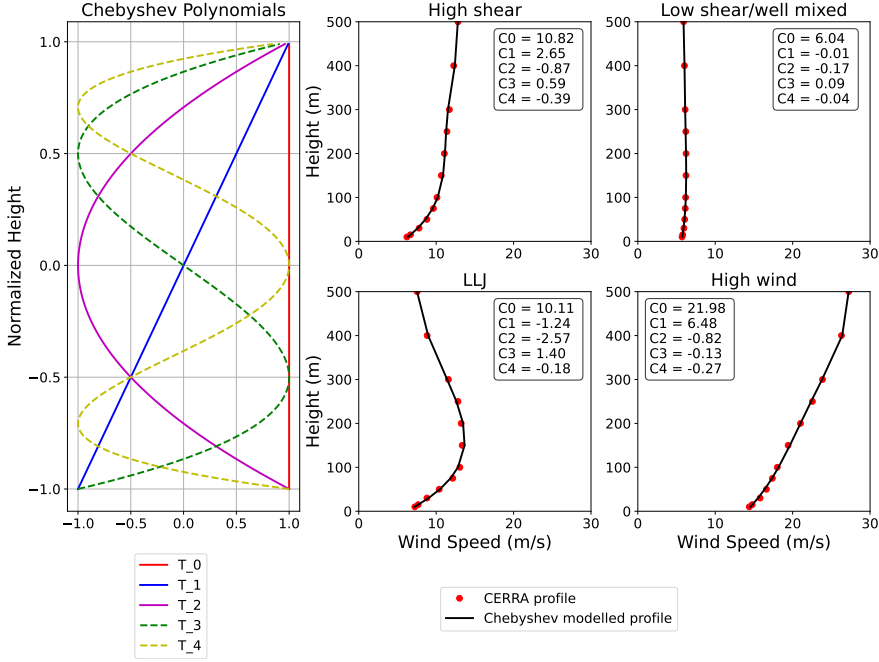 Chebyshev Polynomials
Normalized Height
1.0
0.5
0.0
−0.5
−1.0
−1.0 −0.5 0.0 0.5 1.0
T_0
T_1
T_2
T_3
T_4
High shear
Height (m)
500
400
300
200
100
0
0 10 20 30
C0 = 10.82
C1 = 2.65
C2 = -0.87
C3 = 0.59
C4 = -0.39
Low shear/well mixed
500
400
300
200
100
0
0 10 20 30
C0 = 6.04
C1 = -0.01
C2 = -0.17
C3 = 0.09
C4 = -0.04
LLJ
Height (m)
500
400
300
200
100
0
0 10 20 30
Wind Speed (m/s)
C0 = 10.11
C1 = -1.24
C2 = -2.57
C3 = 1.40
C4 = -0.18
High wind
500
400
300
200
100
0
0 10 20 30
Wind Speed (m/s)
C0 = 21.98
C1 = 6.48
C2 = -0.82
C3 = -0.13
C4 = -0.27
CERRA profile
Chebyshev modelled profile